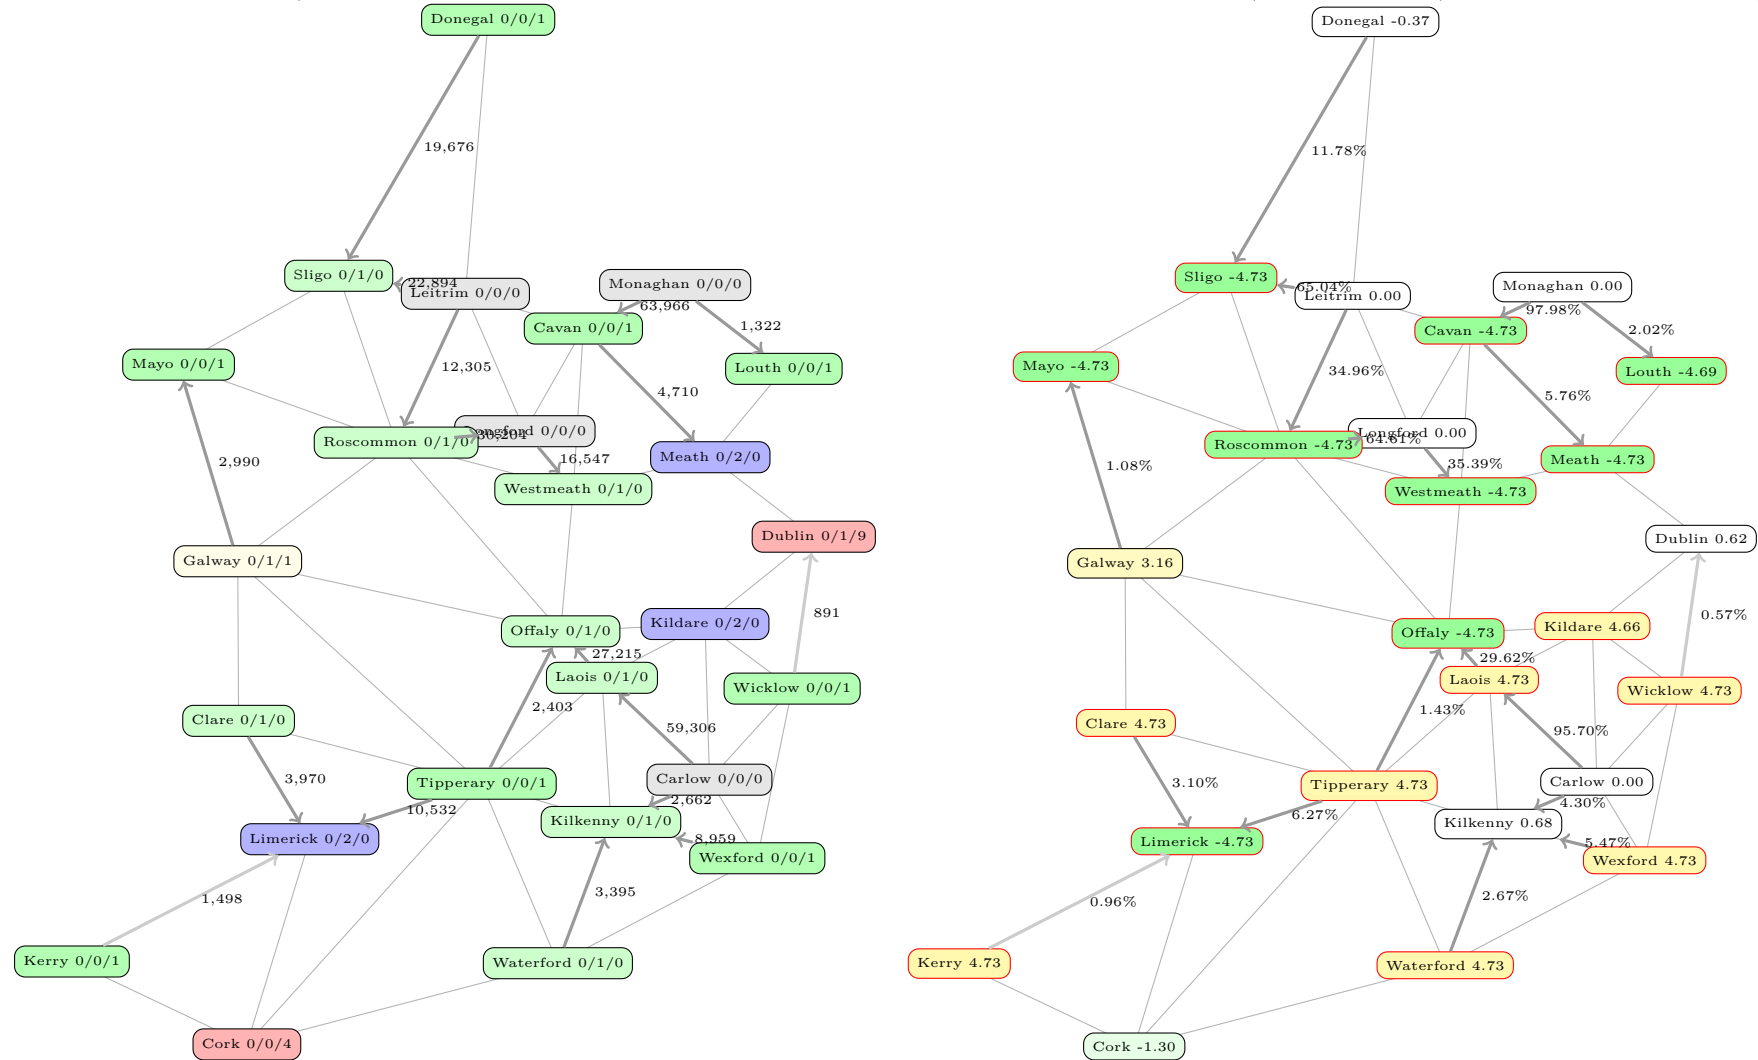 Donegal 0/0/1
19,676
Sligo 0/1/0
22,894
Leitrim 0/0/0
Monaghan 0/0/0
63,966
Cavan 0/0/1
1,322
Mayo 0/0/1
12,305
Louth 0/0/1
4,710
Roscommon 0/1/0
30,204
Longford 0/0/0
2,990
16,547
Meath 0/2/0
Westmeath 0/1/0
Dublin 0/1/9
Galway 0/1/1
891
Offaly 0/1/0
Kildare 0/2/0
27,215
Laois 0/1/0
Wicklow 0/0/1
2,403
Clare 0/1/0
59,306
3,970
Tipperary 0/0/1
Carlow 0/0/0
2,662
10,532
Kilkenny 0/1/0
Limerick 0/2/0
8,959
Wexford 0/0/1
1,498
3,395
Kerry 0/0/1
Waterford 0/1/0
Cork 0/0/4
Donegal -0.37
11.78%
Sligo -4.73
65.04%
Leitrim 0.00
Monaghan 0.00
97.98%
Cavan -4.73
2.02%
Mayo -4.73
34.96%
Louth -4.69
5.76%
Roscommon -4.73
64.61%
Longford 0.00
1.08%
35.39%
Meath -4.73
Westmeath -4.73
Dublin 0.62
Galway 3.16
0.57%
Offaly -4.73
Kildare 4.66
29.62%
Laois 4.73
Wicklow 4.73
1.43%
Clare 4.73
95.70%
3.10%
Tipperary 4.73
Carlow 0.00
4.30%
6.27%
Kilkenny 0.68
Limerick -4.73
5.47%
Wexford 4.73
0.96%
2.67%
Kerry 4.73
Waterford 4.73
Cork -1.30